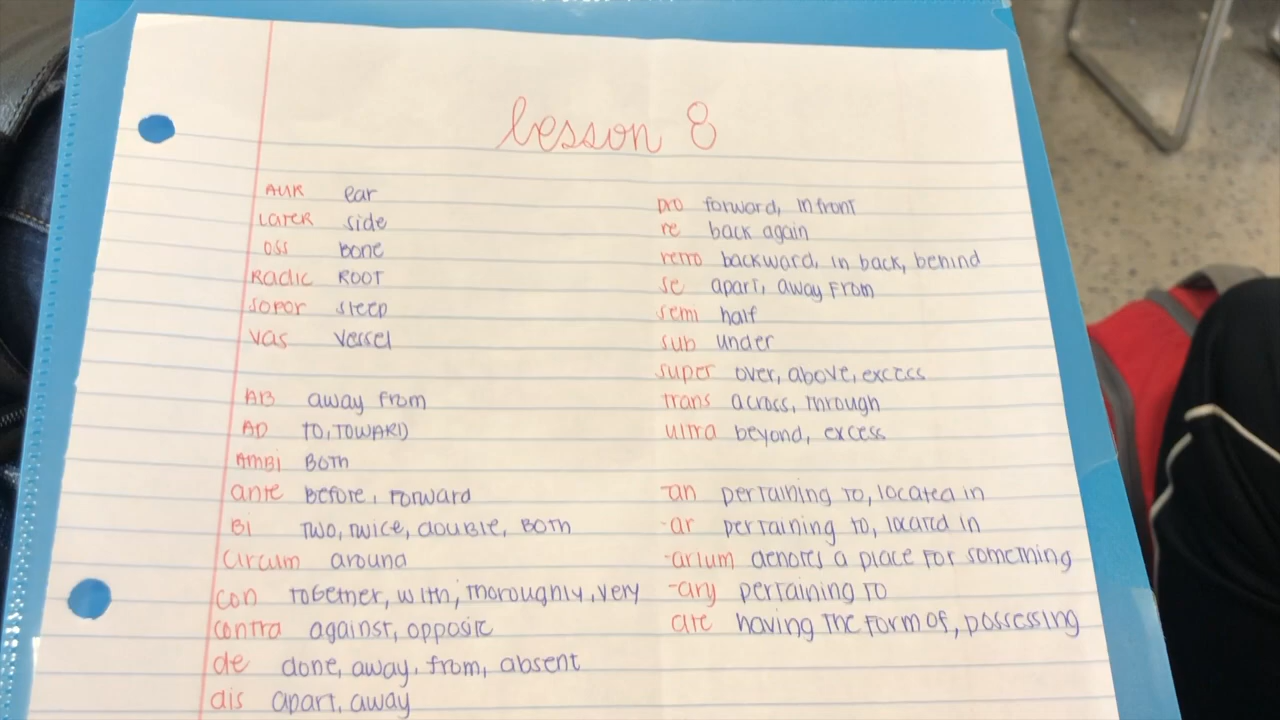 Lesson 8
AUR ear
LATER side
OSS bone
RADIC ROOT
SOPOR sleep
VAS vessel
AB away from
AD TO, TOWARD
AMBI BOTH
ante before, forward
BI TWO, TWICE, double, BOTH
circum around
con together, with, thoroughly, very
contra against, opposite
de done, away, from, absent
dis apart, away
pro forward, in front
re back again
retro backward, in back, behind
se apart, away from
semi half
sub under
super over, above, excess
trans across, through
ultra beyond, excess
-an pertaining to, located in
-ar pertaining to, located in
-arium denotes a place for something
-ary pertaining to
ate having the form of, possessing